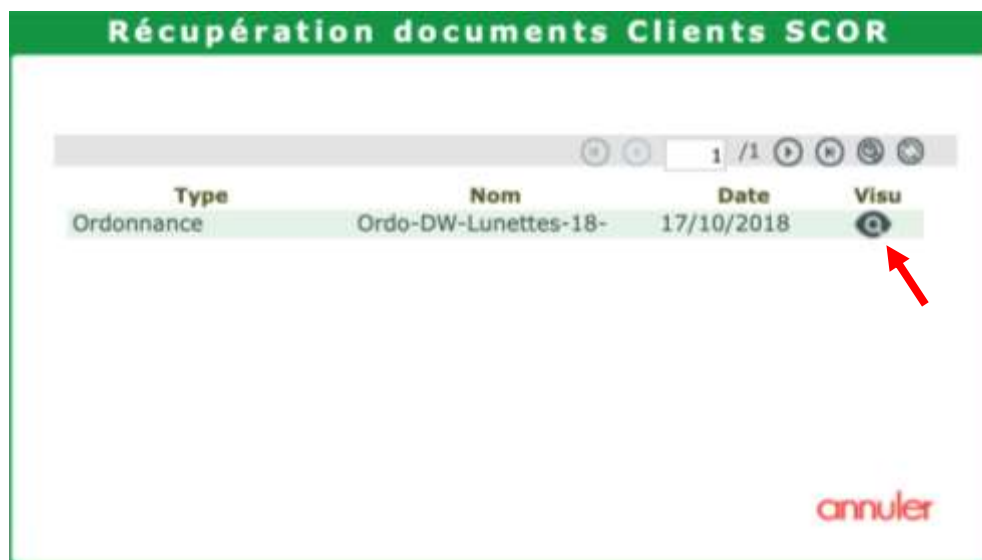 Récupération documents Clients SCOR
1 /1
Type Nom Date Visu
Ordonnance Ordo-DW-Lunettes-18- 17/10/2018
annuler